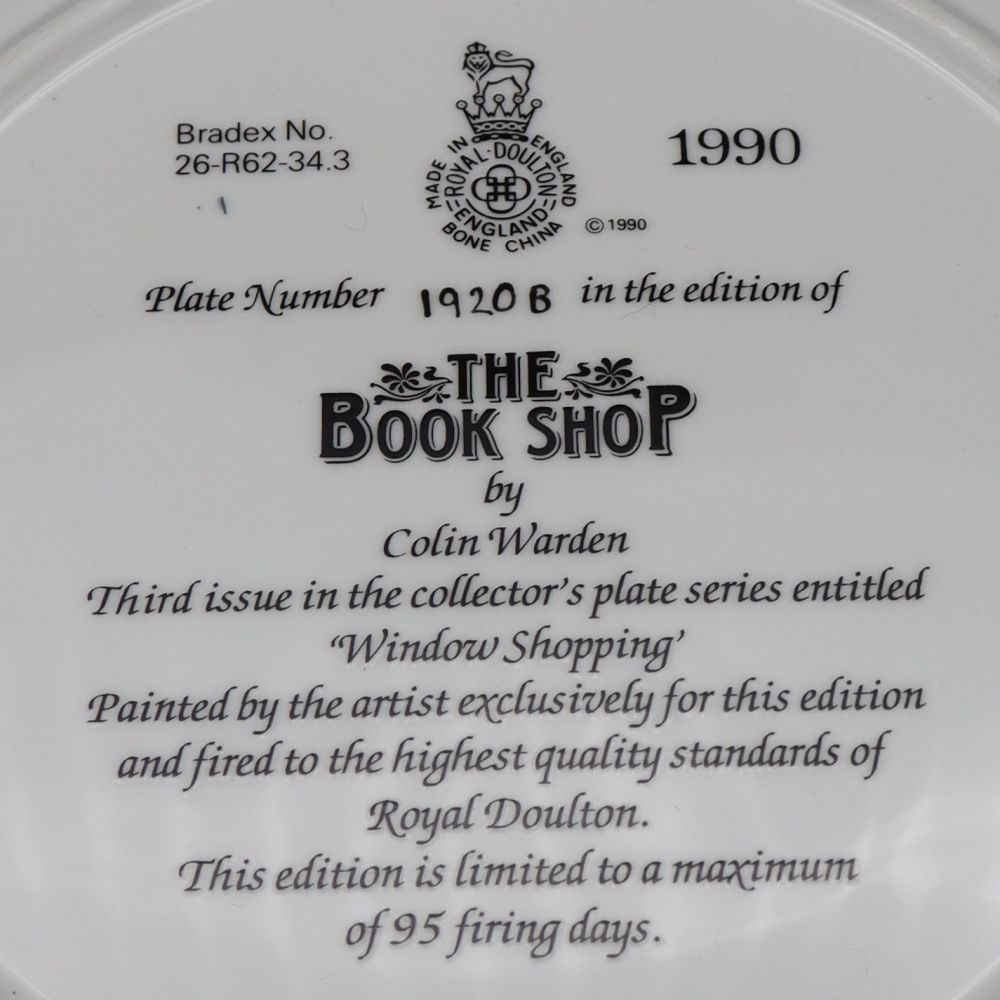 Bradex No.
26-R62-34.3
MADE IN ENGLAND
ROYAL·DOULTON
ENGLAND
BONE CHINA
© 1990
1990
Plate Number 1920 B in the edition of
THE
BOOK SHOP
by
Colin Warden
Third issue in the collector's plate series entitled
'Window Shopping'
Painted by the artist exclusively for this edition
and fired to the highest quality standards of
Royal Doulton.
This edition is limited to a maximum
of 95 firing days.